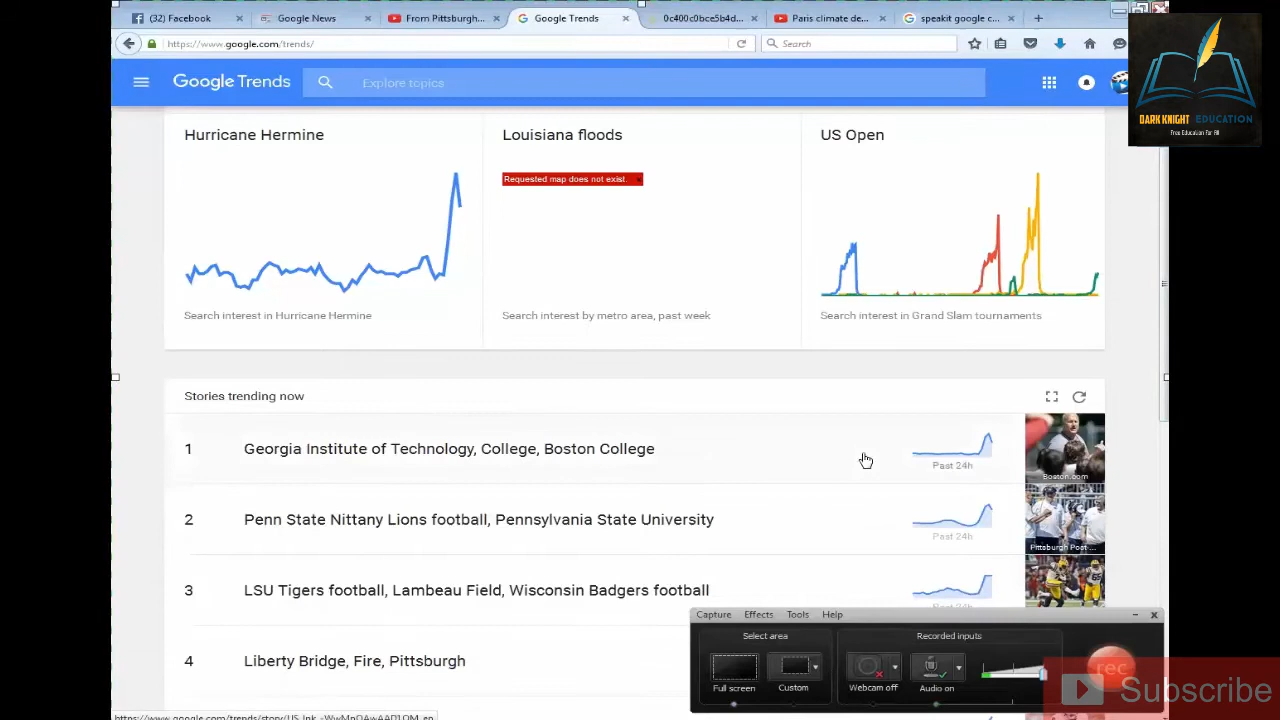 (32) Facebook
Google News
From Pittsburgh...
Google Trends
0c400c0bce5b4d...
Paris climate de...
speakit google c...
https://www.google.com/trends/
Search
Google Trends
Explore topics
DARK KNIGHT EDUCATION
Free Education For All
Hurricane Hermine
Louisiana floods
US Open
Requested map does not exist.
Search interest in Hurricane Hermine
Search interest by metro area, past week
Search interest in Grand Slam tournaments
Stories trending now
1
Georgia Institute of Technology, College, Boston College
Past 24h
Boston.com
2
Penn State Nittany Lions football, Pennsylvania State University
Past 24h
Pittsburgh Post-...
3
LSU Tigers football, Lambeau Field, Wisconsin Badgers football
Past 24h
4
Liberty Bridge, Fire, Pittsburgh
Capture Effects Tools Help
Select area
Recorded inputs
Full screen
Custom
Webcam off
Audio on
rec
Subscribe